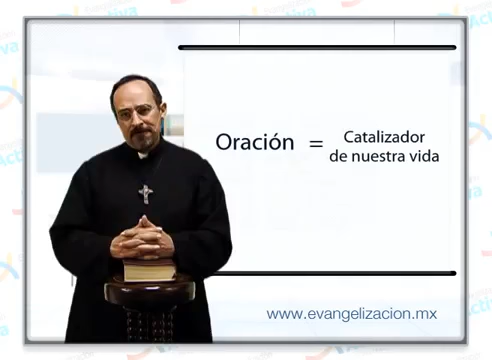 Oración = Catalizador
de nuestra vida
www.evangelizacion.mx